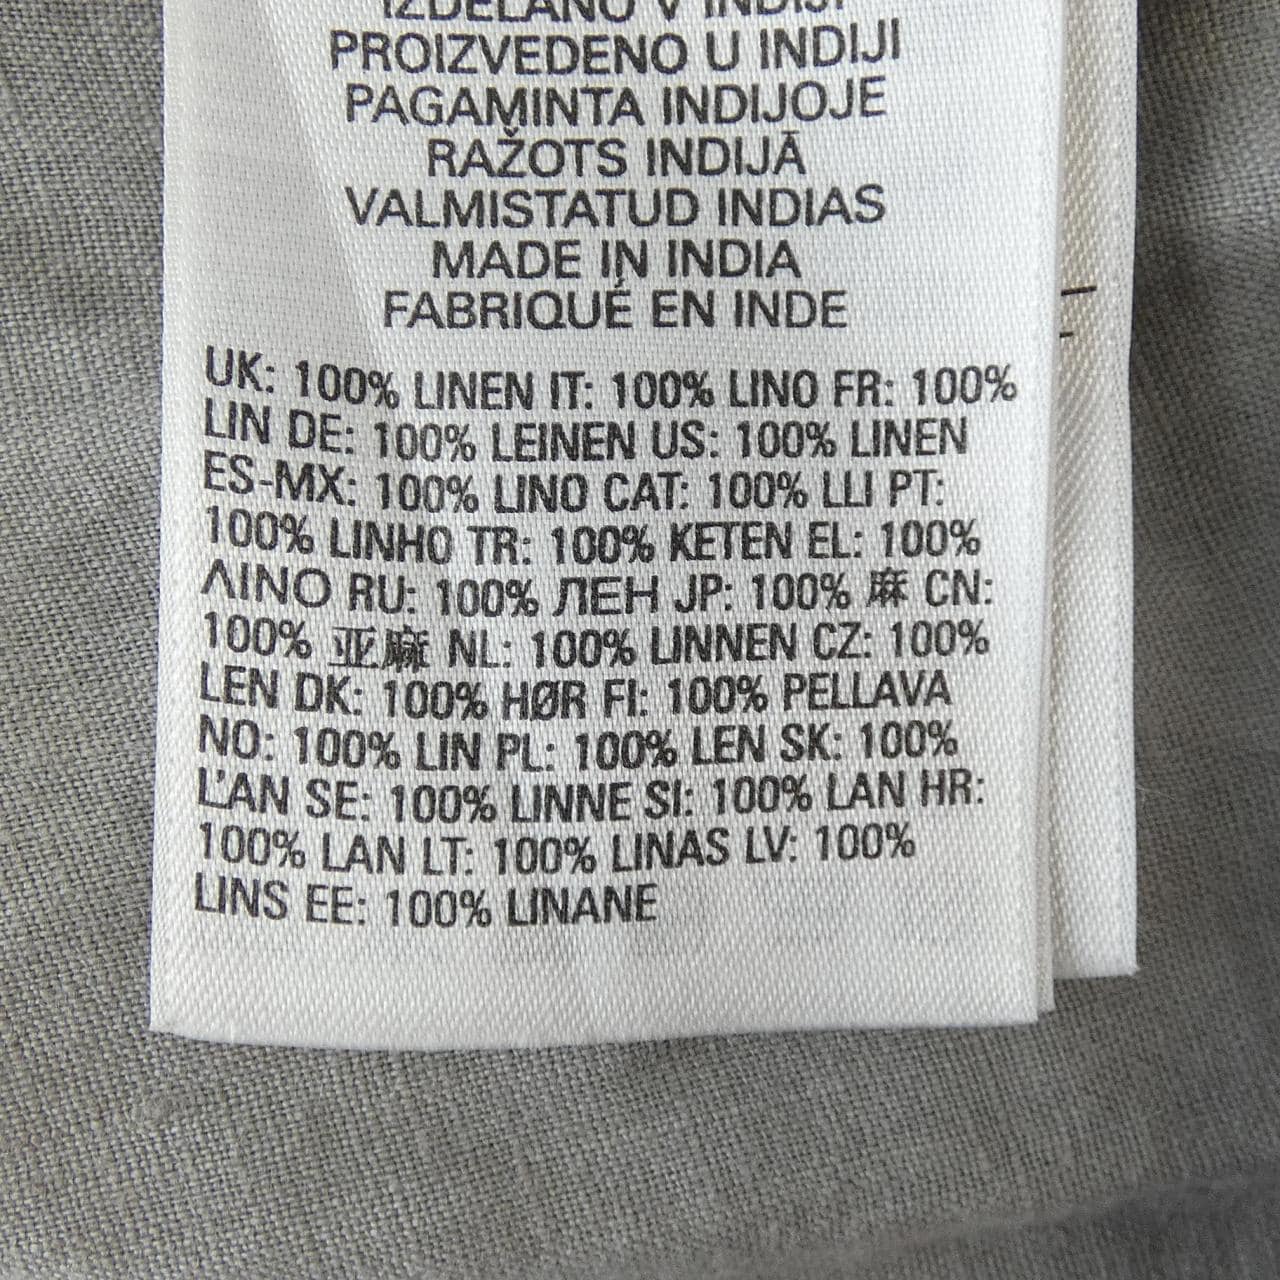 IZDELANO V INDIJI
PROIZVEDENO U INDIJI
PAGAMINTA INDIJOJE
RAŽOTS INDIJĀ
VALMISTATUD INDIAS
MADE IN INDIA
FABRIQUÉ EN INDE
UK: 100% LINEN IT: 100% LINO FR: 100%
LIN DE: 100% LEINEN US: 100% LINEN
ES-MX: 100% LINO CAT: 100% LLI PT:
100% LINHO TR: 100% KETEN EL: 100%
ΛΙΝΟ RU: 100% ЛЕН JP: 100% 麻 CN:
100% 亚麻 NL: 100% LINNEN CZ: 100%
LEN DK: 100% HØR FI: 100% PELLAVA
NO: 100% LIN PL: 100% LEN SK: 100%
ĽAN SE: 100% LINNE SI: 100% LAN HR:
100% LAN LT: 100% LINAS LV: 100%
LINS EE: 100% LINANE